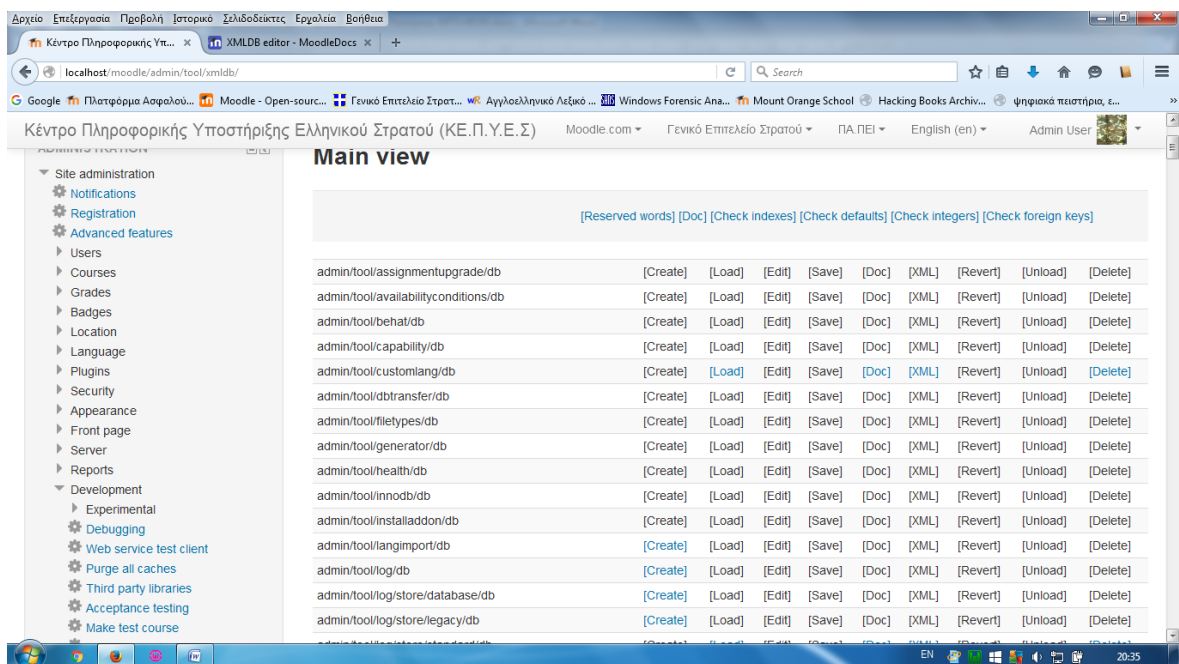 Αρχείο Επεξεργασία Προβολή Ιστορικό Σελιδοδείκτες Εργαλεία Βοήθεια
Κέντρο Πληροφορικής Υπ... × XMLDB editor - MoodleDocs × +
localhost/moodle/admin/tool/xmldb/ Search
Google Πλατφόρμα Ασφαλού... Moodle - Open-sourc... Γενικό Επιτελείο Στρατ... Αγγλοελληνικό Λεξικό ... Windows Forensic Ana... Mount Orange School Hacking Books Archiv... ψηφιακά πειστήρια, ε... »
Κέντρο Πληροφορικής Υποστήριξης Ελληνικού Στρατού (ΚΕ.Π.Υ.Ε.Σ) Moodle.com Γενικό Επιτελείο Στρατού ΠΑ.ΠΕΙ English (en) Admin User
ADMINISTRATION
Site administration
Notifications
Registration
Advanced features
Users
Courses
Grades
Badges
Location
Language
Plugins
Security
Appearance
Front page
Server
Reports
Development
Experimental
Debugging
Web service test client
Purge all caches
Third party libraries
Acceptance testing
Make test course
Main view
[Reserved words] [Doc] [Check indexes] [Check defaults] [Check integers] [Check foreign keys]
admin/tool/assignmentupgrade/db [Create] [Load] [Edit] [Save] [Doc] [XML] [Revert] [Unload] [Delete]
admin/tool/availabilityconditions/db [Create] [Load] [Edit] [Save] [Doc] [XML] [Revert] [Unload] [Delete]
admin/tool/behat/db [Create] [Load] [Edit] [Save] [Doc] [XML] [Revert] [Unload] [Delete]
admin/tool/capability/db [Create] [Load] [Edit] [Save] [Doc] [XML] [Revert] [Unload] [Delete]
admin/tool/customlang/db [Create] [Load] [Edit] [Save] [Doc] [XML] [Revert] [Unload] [Delete]
admin/tool/dbtransfer/db [Create] [Load] [Edit] [Save] [Doc] [XML] [Revert] [Unload] [Delete]
admin/tool/filetypes/db [Create] [Load] [Edit] [Save] [Doc] [XML] [Revert] [Unload] [Delete]
admin/tool/generator/db [Create] [Load] [Edit] [Save] [Doc] [XML] [Revert] [Unload] [Delete]
admin/tool/health/db [Create] [Load] [Edit] [Save] [Doc] [XML] [Revert] [Unload] [Delete]
admin/tool/innodb/db [Create] [Load] [Edit] [Save] [Doc] [XML] [Revert] [Unload] [Delete]
admin/tool/installaddon/db [Create] [Load] [Edit] [Save] [Doc] [XML] [Revert] [Unload] [Delete]
admin/tool/langimport/db [Create] [Load] [Edit] [Save] [Doc] [XML] [Revert] [Unload] [Delete]
admin/tool/log/db [Create] [Load] [Edit] [Save] [Doc] [XML] [Revert] [Unload] [Delete]
admin/tool/log/store/database/db [Create] [Load] [Edit] [Save] [Doc] [XML] [Revert] [Unload] [Delete]
admin/tool/log/store/legacy/db [Create] [Load] [Edit] [Save] [Doc] [XML] [Revert] [Unload] [Delete]
EN 20:35